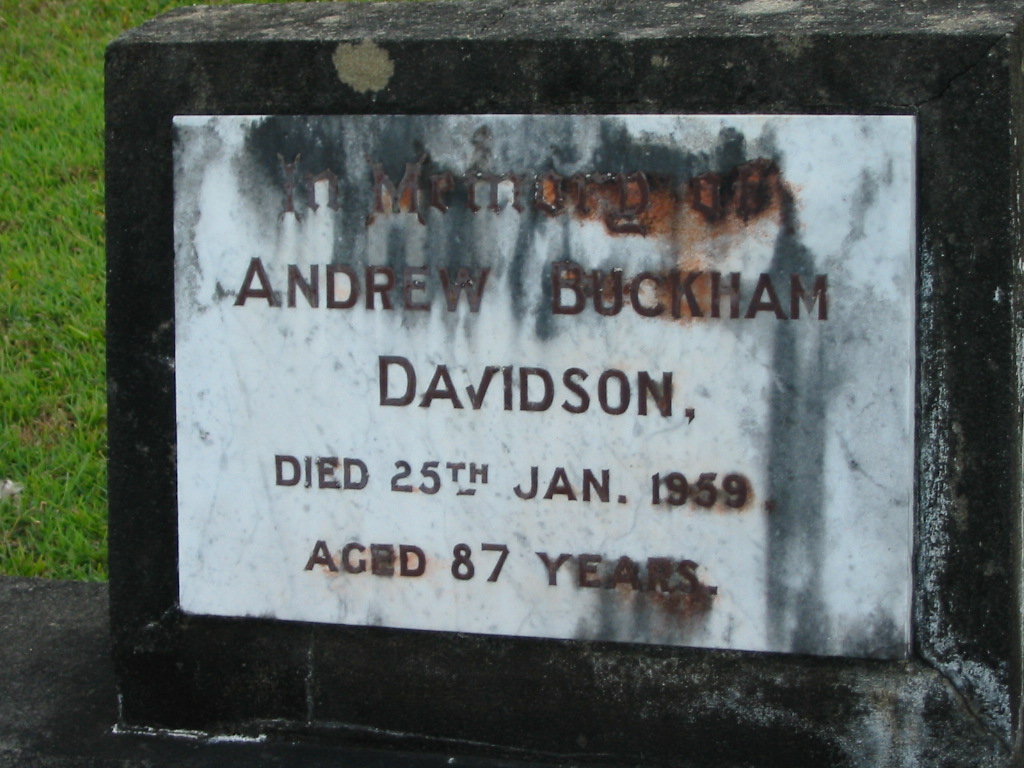 In Memory of
ANDREW BUCKHAM
DAVIDSON,
DIED 25TH JAN. 1959.
AGED 87 YEARS.